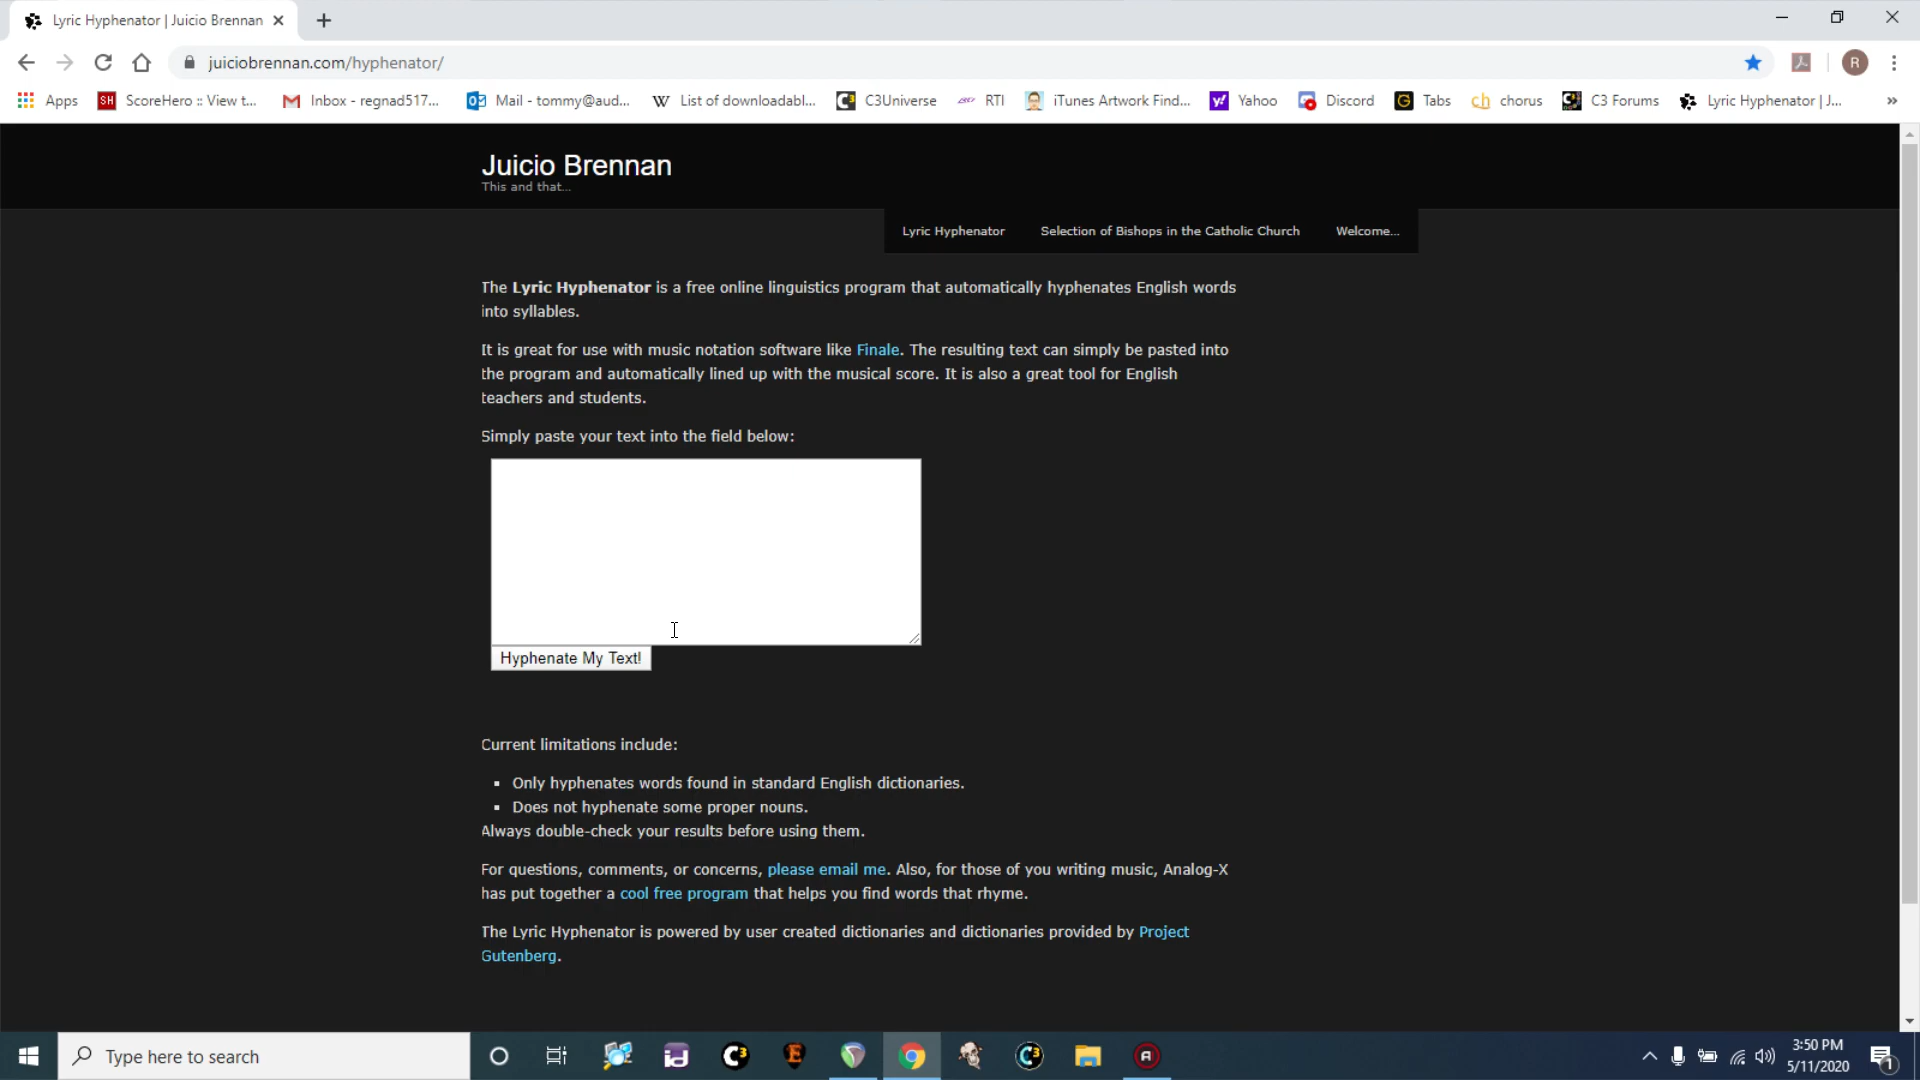 Lyric Hyphenator | Juicio Brennan
juiciobrennan.com/hyphenator/
R
Apps
SH
ScoreHero :: View t...
Inbox - regnad517...
Mail - tommy@aud...
W
List of downloadabl...
C3Universe
RTI
iTunes Artwork Find...
Yahoo
Discord
G
Tabs
ch
chorus
C3 Forums
Lyric Hyphenator | J...
»
Juicio Brennan
This and that...
Lyric Hyphenator
Selection of Bishops in the Catholic Church
Welcome...
The Lyric Hyphenator is a free online linguistics program that automatically hyphenates English words
into syllables.
It is great for use with music notation software like Finale. The resulting text can simply be pasted into
the program and automatically lined up with the musical score. It is also a great tool for English
teachers and students.
Simply paste your text into the field below:
Hyphenate My Text!
Current limitations include:
▪ Only hyphenates words found in standard English dictionaries.
▪ Does not hyphenate some proper nouns.
Always double-check your results before using them.
For questions, comments, or concerns, please email me. Also, for those of you writing music, Analog-X
has put together a cool free program that helps you find words that rhyme.
The Lyric Hyphenator is powered by user created dictionaries and dictionaries provided by Project
Gutenberg.
Type here to search
3:50 PM
5/11/2020
1